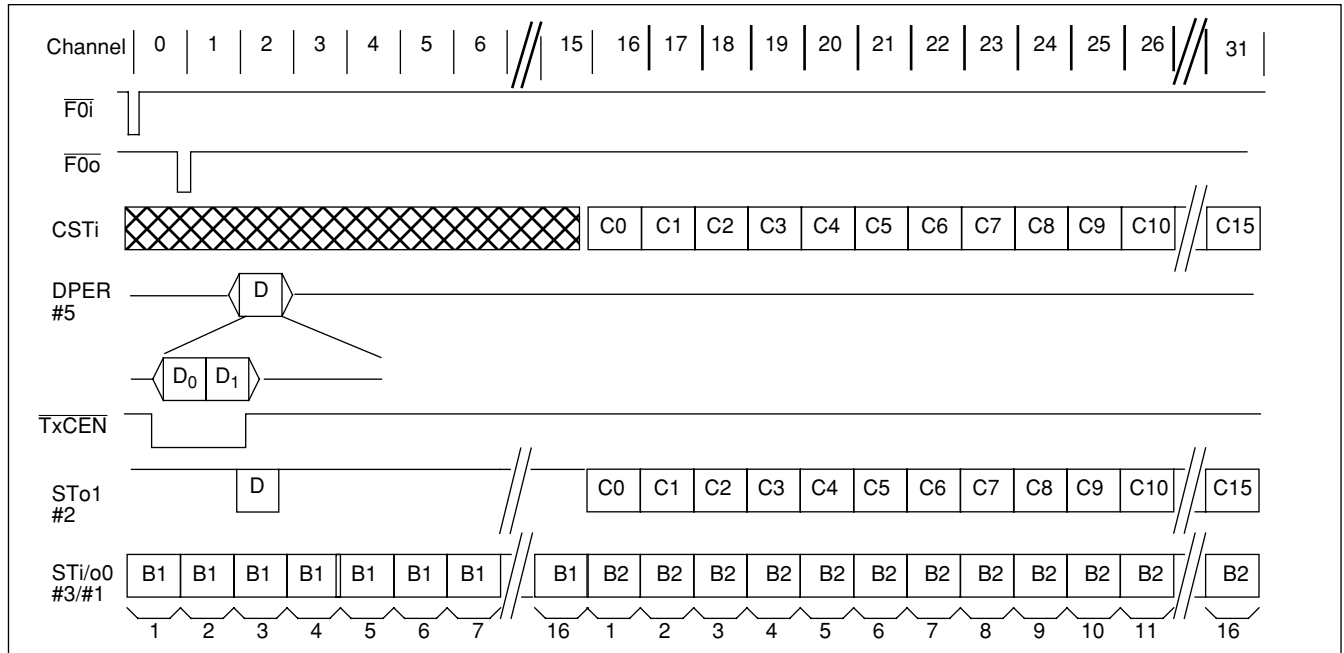 Channel 0 1 2 3 4 5 6 15 16 17 18 19 20 21 22 23 24 25 26 31
F0i
F0o
CSTi C0 C1 C2 C3 C4 C5 C6 C7 C8 C9 C10 C15
DPER D
#5
D0 D1
TxCEN
STo1 D C0 C1 C2 C3 C4 C5 C6 C7 C8 C9 C10 C15
#2
STi/o0 B1 B1 B1 B1 B1 B1 B1 B1 B2 B2 B2 B2 B2 B2 B2 B2 B2 B2 B2 B2
#3/#1
1 2 3 4 5 6 7 16 1 2 3 4 5 6 7 8 9 10 11 16